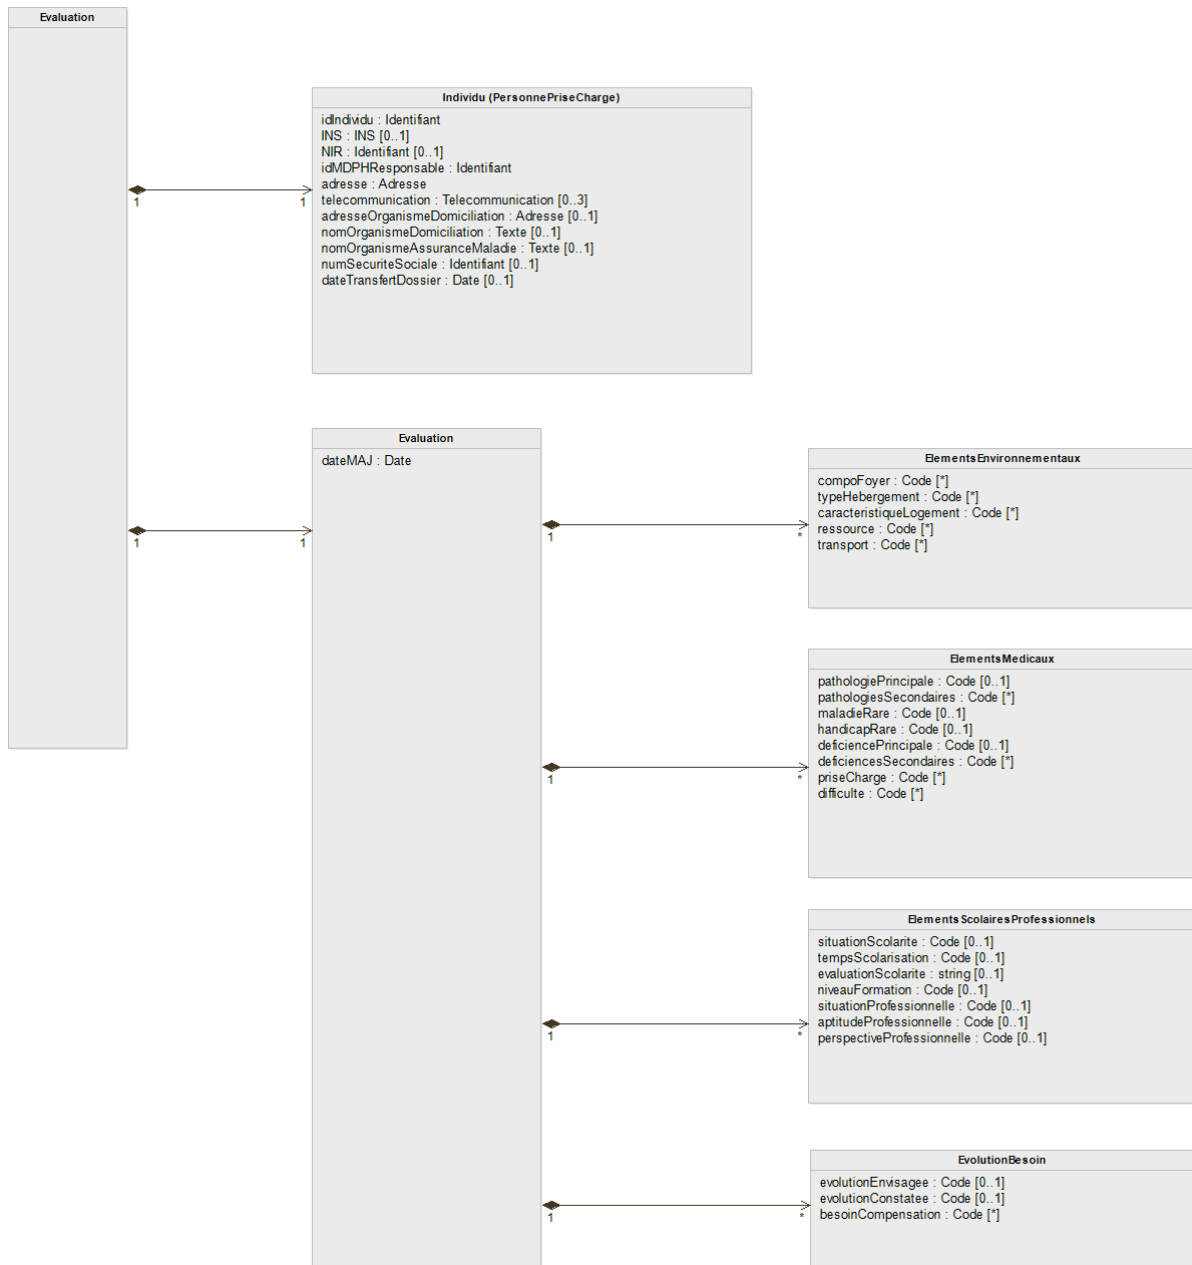 Evaluation
Individu (PersonnePriseCharge)
idIndividu : Identifiant
INS : INS [0..1]
NIR : Identifiant [0..1]
idMDPHResponsable : Identifiant
adresse : Adresse
telecommunication : Telecommunication [0..3]
adresseOrganismeDomiciliation : Adresse [0..1]
nomOrganismeDomiciliation : Texte [0..1]
nomOrganismeAssuranceMaladie : Texte [0..1]
numSecuriteSociale : Identifiant [0..1]
dateTransfertDossier : Date [0..1]
1
1
Evaluation
dateMAJ : Date
1
1
ElementsEnvironnementaux
compoFoyer : Code [*]
typeHebergement : Code [*]
caracteristiqueLogement : Code [*]
ressource : Code [*]
transport : Code [*]
1
*
ElementsMedicaux
pathologiePrincipale : Code [0..1]
pathologiesSecondaires : Code [*]
maladieRare : Code [0..1]
handicapRare : Code [0..1]
deficiencePrincipale : Code [0..1]
deficiencesSecondaires : Code [*]
priseCharge : Code [*]
difficulte : Code [*]
1
*
ElementsScolairesProfessionnels
situationScolarite : Code [0..1]
tempsScolarisation : Code [0..1]
evaluationScolarite : string [0..1]
niveauFormation : Code [0..1]
situationProfessionnelle : Code [0..1]
aptitudeProfessionnelle : Code [0..1]
perspectiveProfessionnelle : Code [0..1]
1
*
EvolutionBesoin
evolutionEnvisagee : Code [0..1]
evolutionConstatee : Code [0..1]
besoinCompensation : Code [*]
1
*